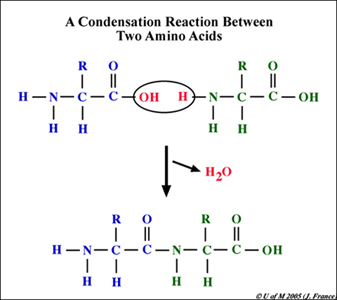 A Condensation Reaction Between
Two Amino Acids
R O R O
H N C C OH H N C C OH
H H H H
H₂O
R O R O
H N C C N C C OH
H H H H
© U of M 2005 (J. France)